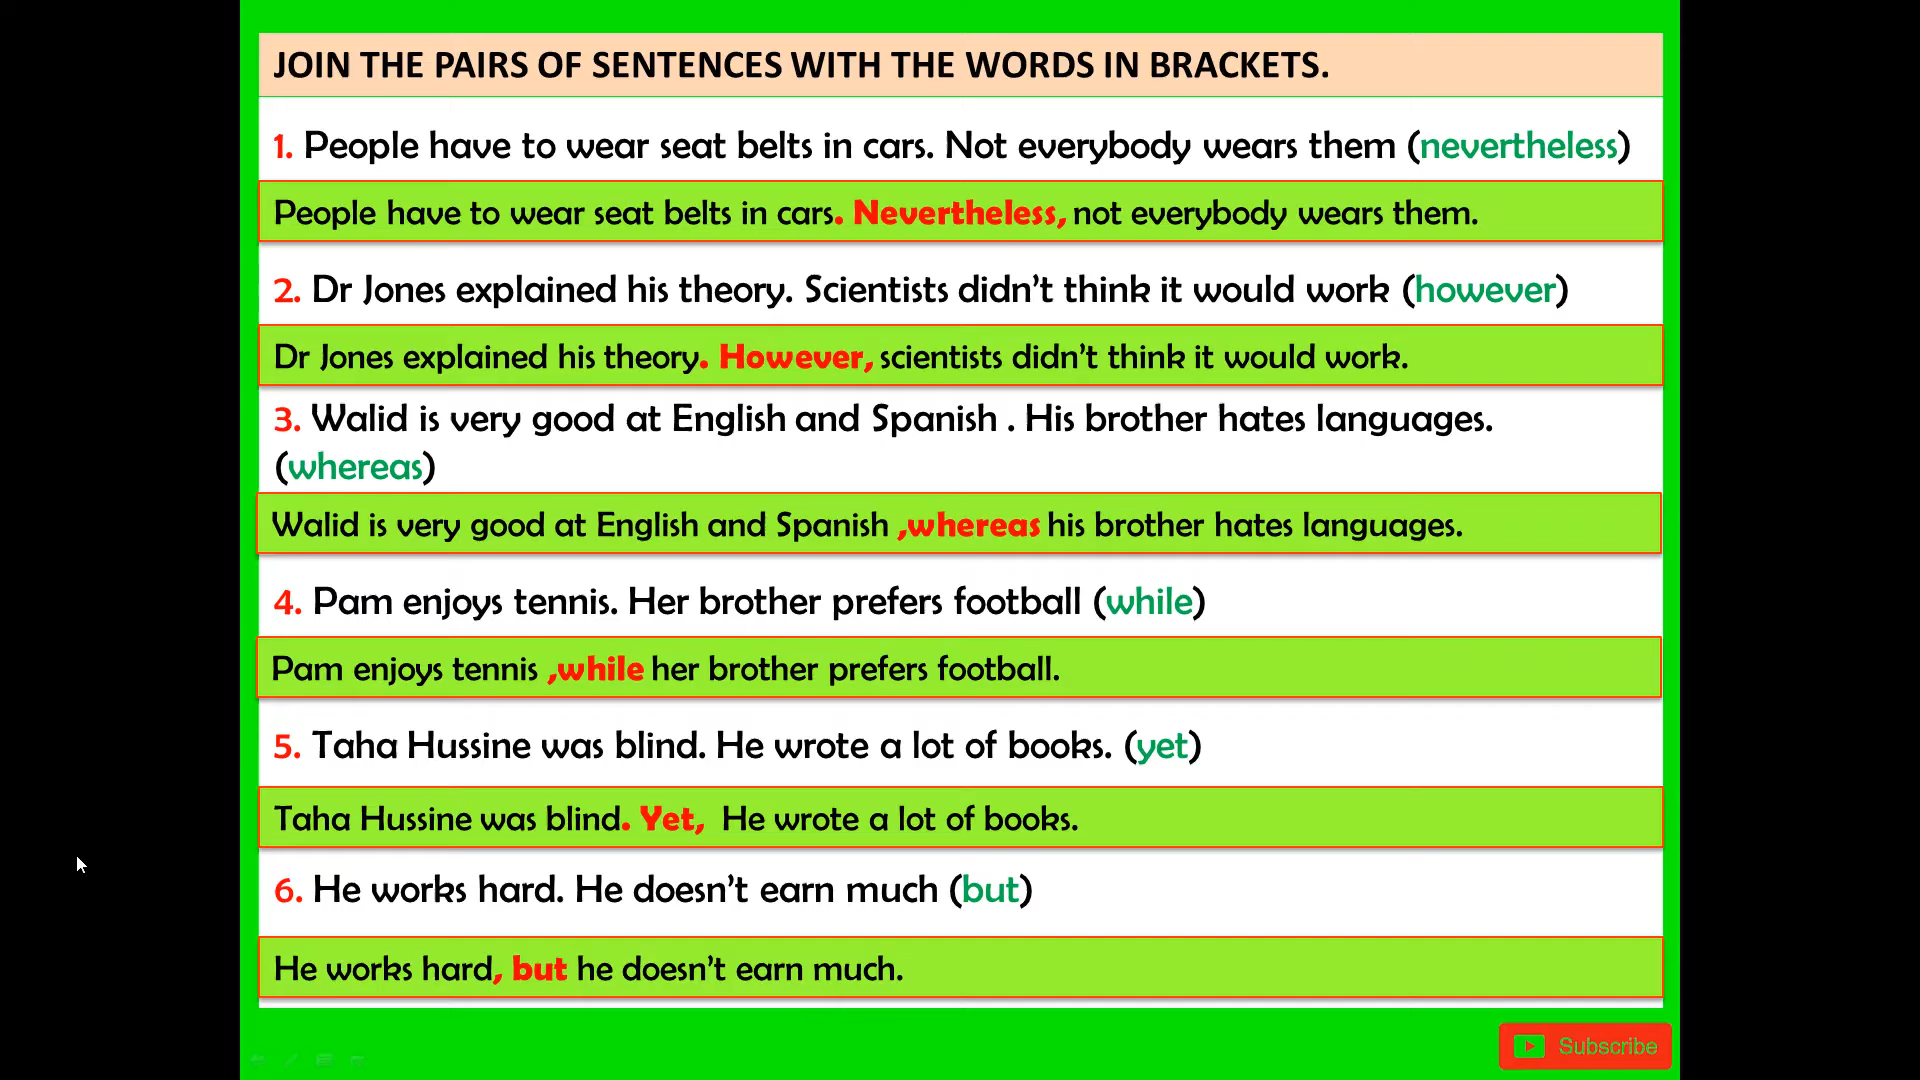 JOIN THE PAIRS OF SENTENCES WITH THE WORDS IN BRACKETS.
1. People have to wear seat belts in cars. Not everybody wears them (nevertheless)
People have to wear seat belts in cars. Nevertheless, not everybody wears them.
2. Dr Jones explained his theory. Scientists didn't think it would work (however)
Dr Jones explained his theory. However, scientists didn't think it would work.
3. Walid is very good at English and Spanish . His brother hates languages.
(whereas)
Walid is very good at English and Spanish ,whereas his brother hates languages.
4. Pam enjoys tennis. Her brother prefers football (while)
Pam enjoys tennis ,while her brother prefers football.
5. Taha Hussine was blind. He wrote a lot of books. (yet)
Taha Hussine was blind. Yet, He wrote a lot of books.
6. He works hard. He doesn't earn much (but)
He works hard, but he doesn't earn much.
Subscribe